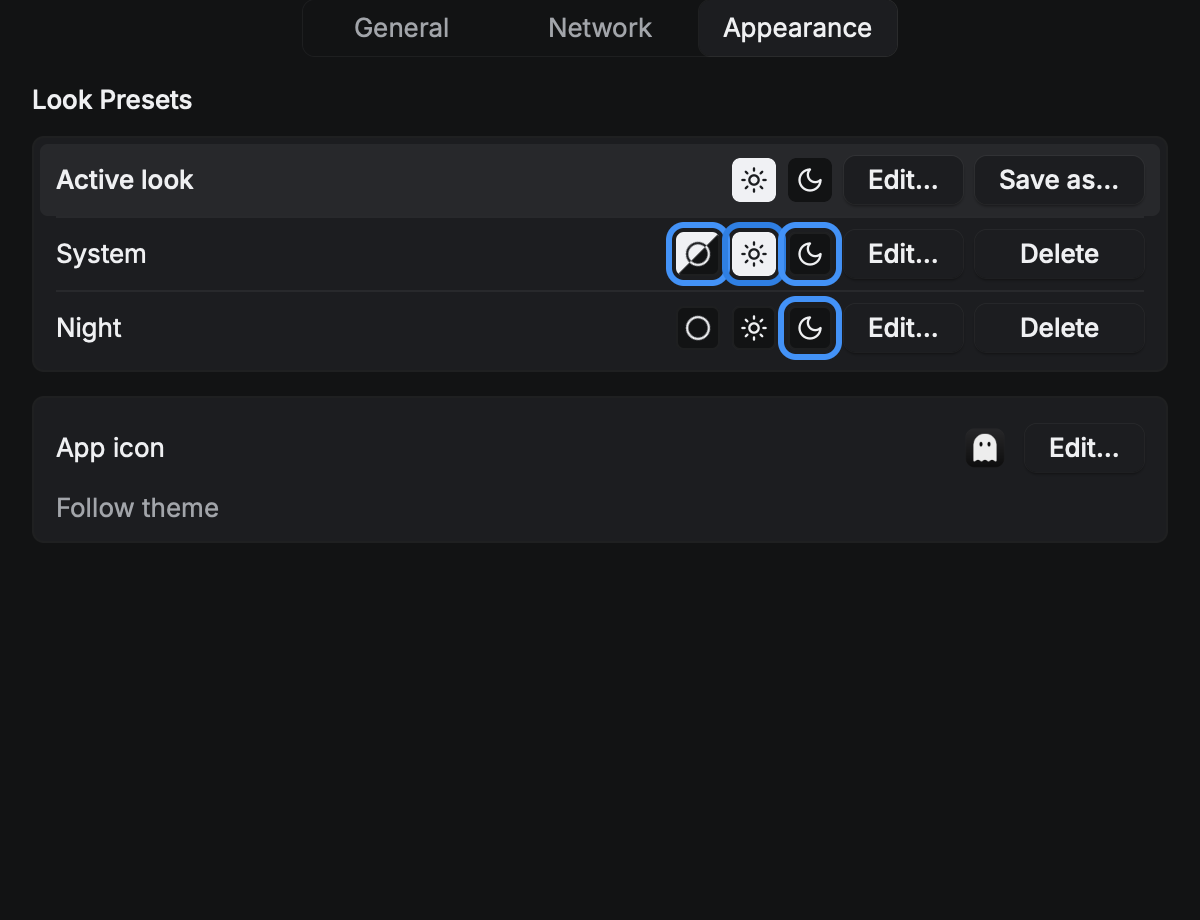 General Network Appearance
Look Presets
Active look Edit... Save as...
System Edit... Delete
Night Edit... Delete
App icon Edit...
Follow theme